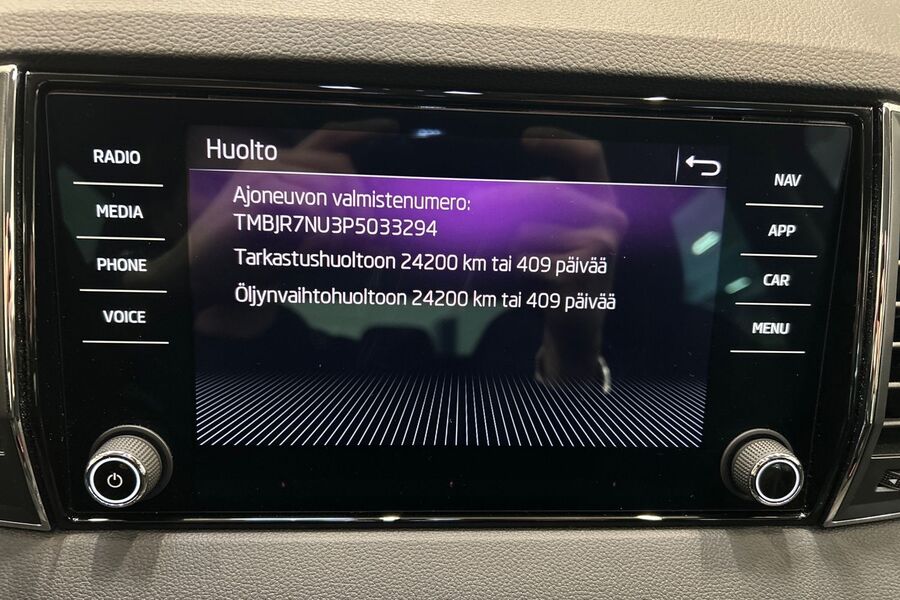 Huolto
RADIO
MEDIA
PHONE
VOICE
Ajoneuvon valmistenumero:
TMBJR7NU3P5033294
Tarkastushuoltoon 24200 km tai 409 päivää
Öljynvaihtohuoltoon 24200 km tai 409 päivää
NAV
APP
CAR
MENU